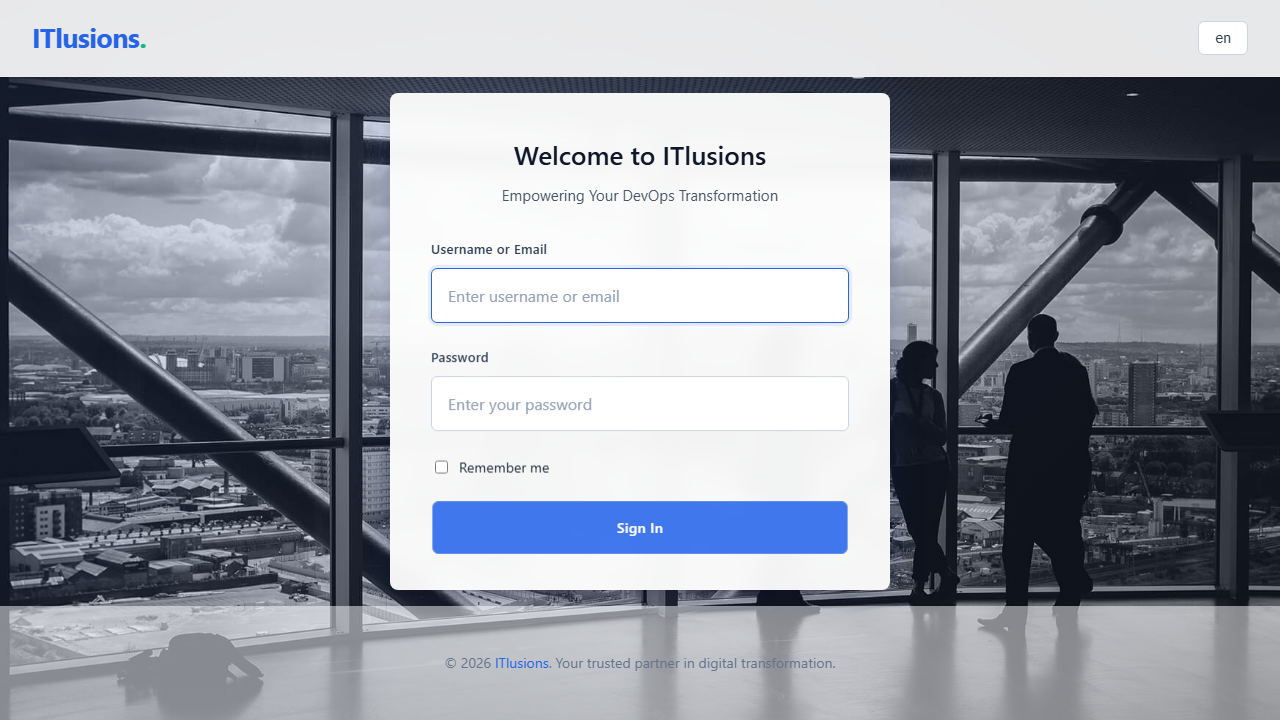 ITlusions.
en
Welcome to ITlusions
Empowering Your DevOps Transformation
Username or Email
Enter username or email
Password
Enter your password
Remember me
Sign In
© 2026 ITlusions. Your trusted partner in digital transformation.